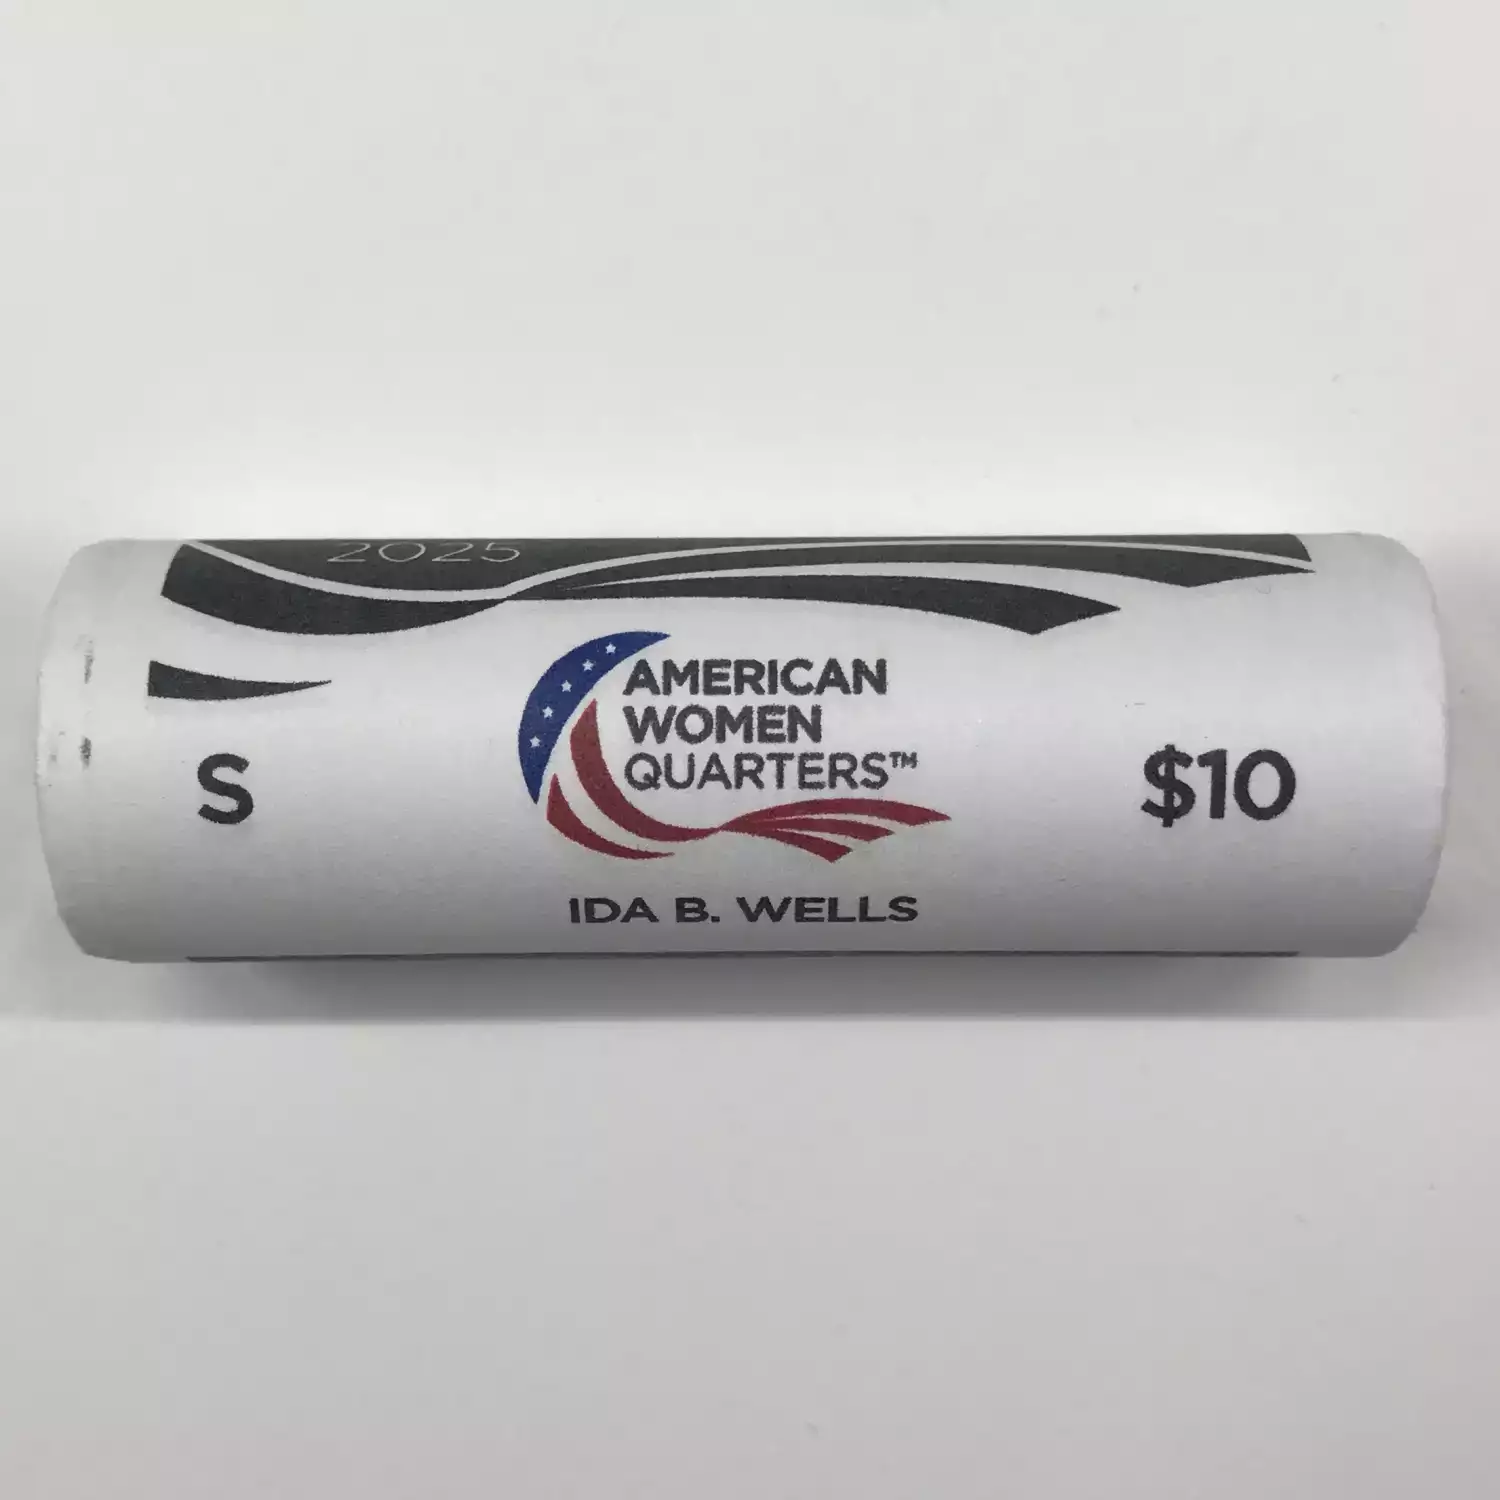 2025
AMERICAN
WOMEN
QUARTERS™
S
$10
IDA B. WELLS